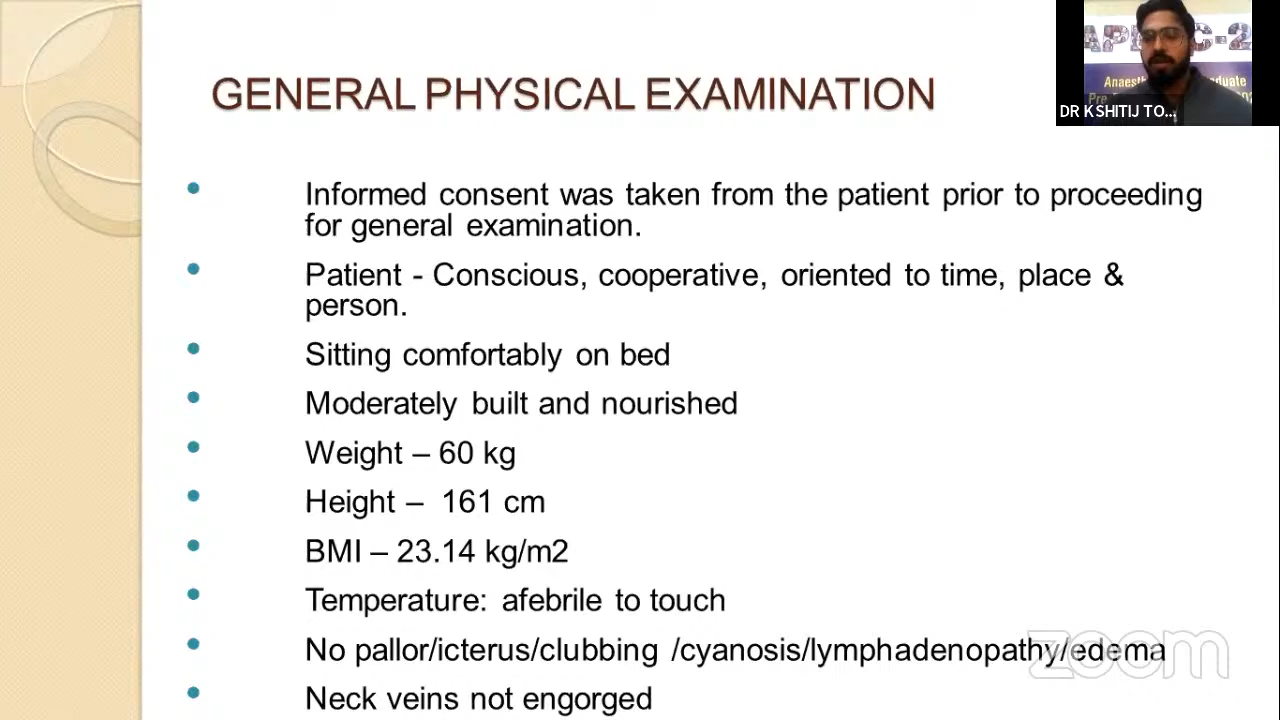 GENERAL PHYSICAL EXAMINATION
DR KSHITIJ TO...
Informed consent was taken from the patient prior to proceeding
for general examination.
Patient - Conscious, cooperative, oriented to time, place &
person.
Sitting comfortably on bed
Moderately built and nourished
Weight – 60 kg
Height – 161 cm
BMI – 23.14 kg/m2
Temperature: afebrile to touch
No pallor/icterus/clubbing /cyanosis/lymphadenopathy/edema
zoom
Neck veins not engorged